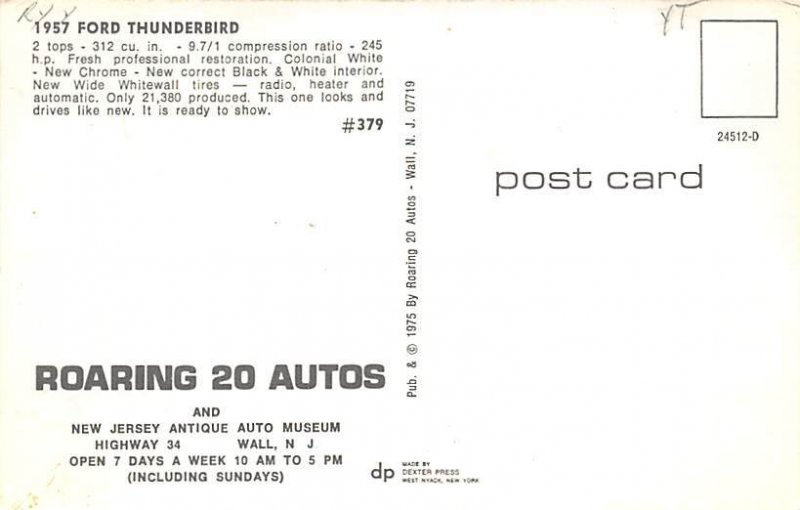 1957 FORD THUNDERBIRD
2 tops - 312 cu. in. - 9.7/1 compression ratio - 245
h.p. Fresh professional restoration. Colonial White
- New Chrome - New correct Black & White interior.
New Wide Whitewall tires — radio, heater and
automatic. Only 21,380 produced. This one looks and
drives like new. It is ready to show.
#379
ROARING 20 AUTOS
AND
NEW JERSEY ANTIQUE AUTO MUSEUM
HIGHWAY 34 WALL, N J
OPEN 7 DAYS A WEEK 10 AM TO 5 PM
(INCLUDING SUNDAYS)
Pub. & © 1975 By Roaring 20 Autos - Wall, N. J. 07719
dp
MADE BY
DEXTER PRESS
WEST NYACK, NEW YORK
YT
24512-D
post card